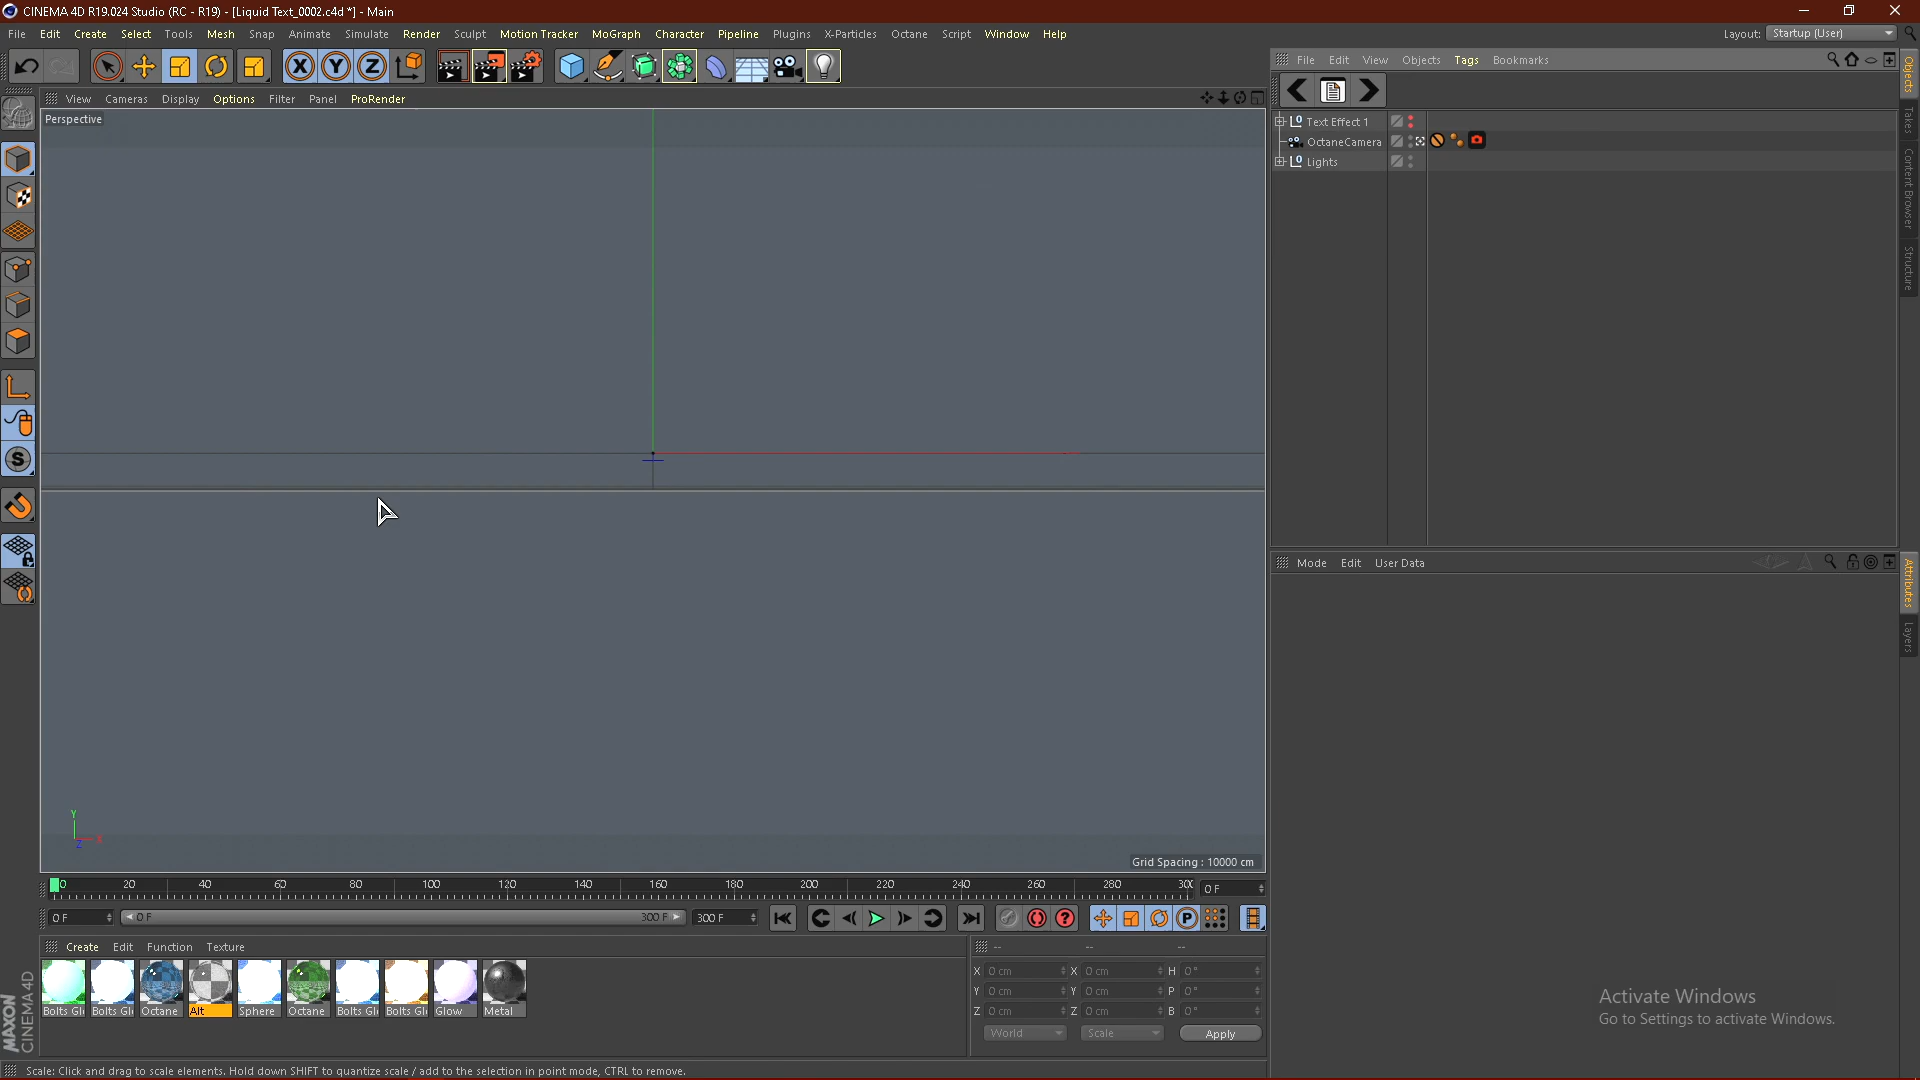 CINEMA 4D R19.024 Studio (RC - R19) - [Liquid Text_0002.c4d *] - Main
File Edit Create Select Tools Mesh Snap Animate Simulate Render Sculpt Motion Tracker MoGraph Character Pipeline Plugins X-Particles Octane Script Window Help
Layout: Startup (User)
File Edit View Objects Tags Bookmarks
View Cameras Display Options Filter Panel ProRender
Perspective
Text Effect 1
OctaneCamera
Lights
Objects
Takes
Content Browser
Structure
Mode Edit User Data
Attributes
Layers
Y
X
Z
Grid Spacing : 10000 cm
0 20 40 60 80 100 120 140 160 180 200 220 240 260 280 300
0 F
0 F 0 F 300 F 300 F
Create Edit Function Texture
Bolts Gl Bolts Gl Octane Alt Sphere Octane Bolts Gl Bolts Gl Glow Metal
-- -- --
X 0 cm X 0 cm H 0°
Y 0 cm Y 0 cm P 0°
Z 0 cm Z 0 cm B 0°
World Scale Apply
MAXON
CINEMA 4D
Activate Windows
Go to Settings to activate Windows.
Scale: Click and drag to scale elements. Hold down SHIFT to quantize scale / add to the selection in point mode, CTRL to remove.